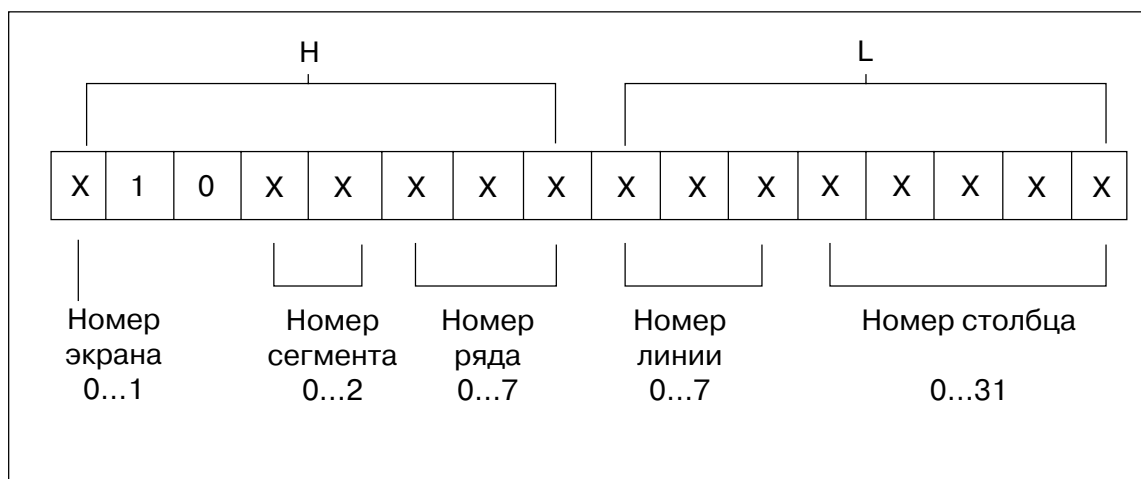 H
L
X 1 0 X X X X X X X X X X X X X
Номер
экрана
0...1
Номер
сегмента
0...2
Номер
ряда
0...7
Номер
линии
0...7
Номер столбца
0...31